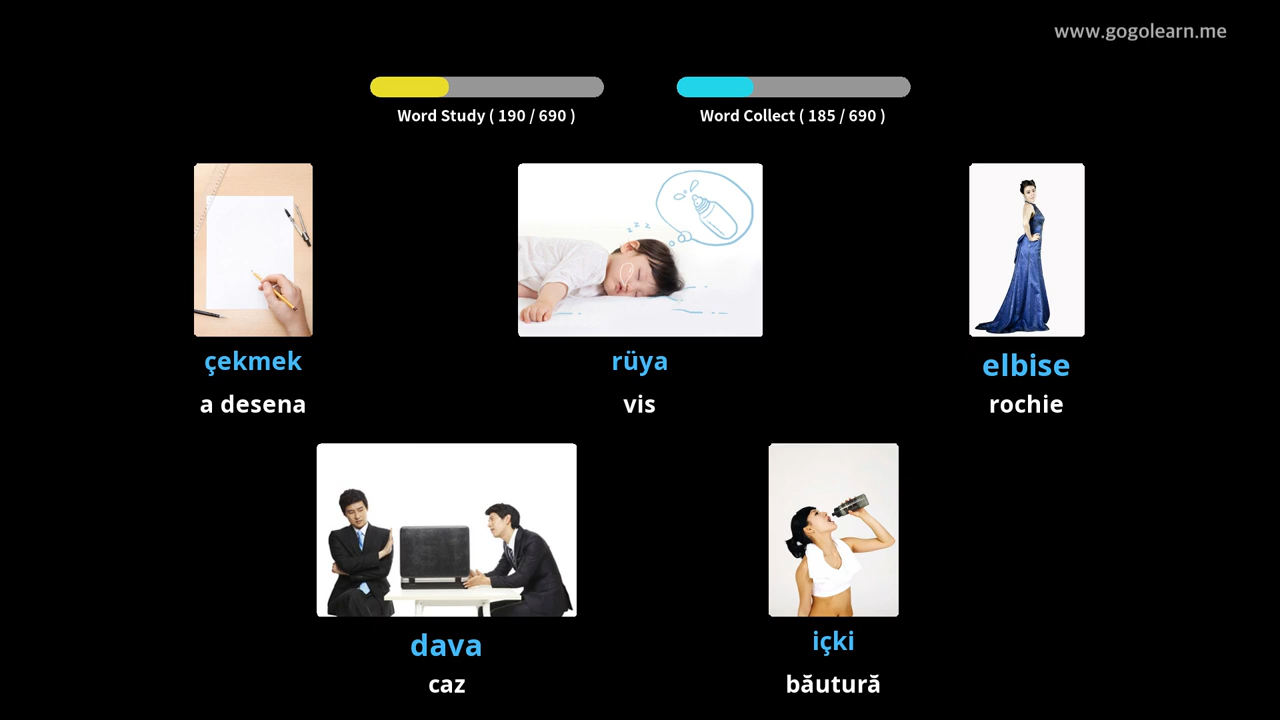 www.gogolearn.me
Word Study ( 190 / 690 )
Word Collect ( 185 / 690 )
çekmek
a desena
rüya
vis
elbise
rochie
dava
caz
içki
băutură